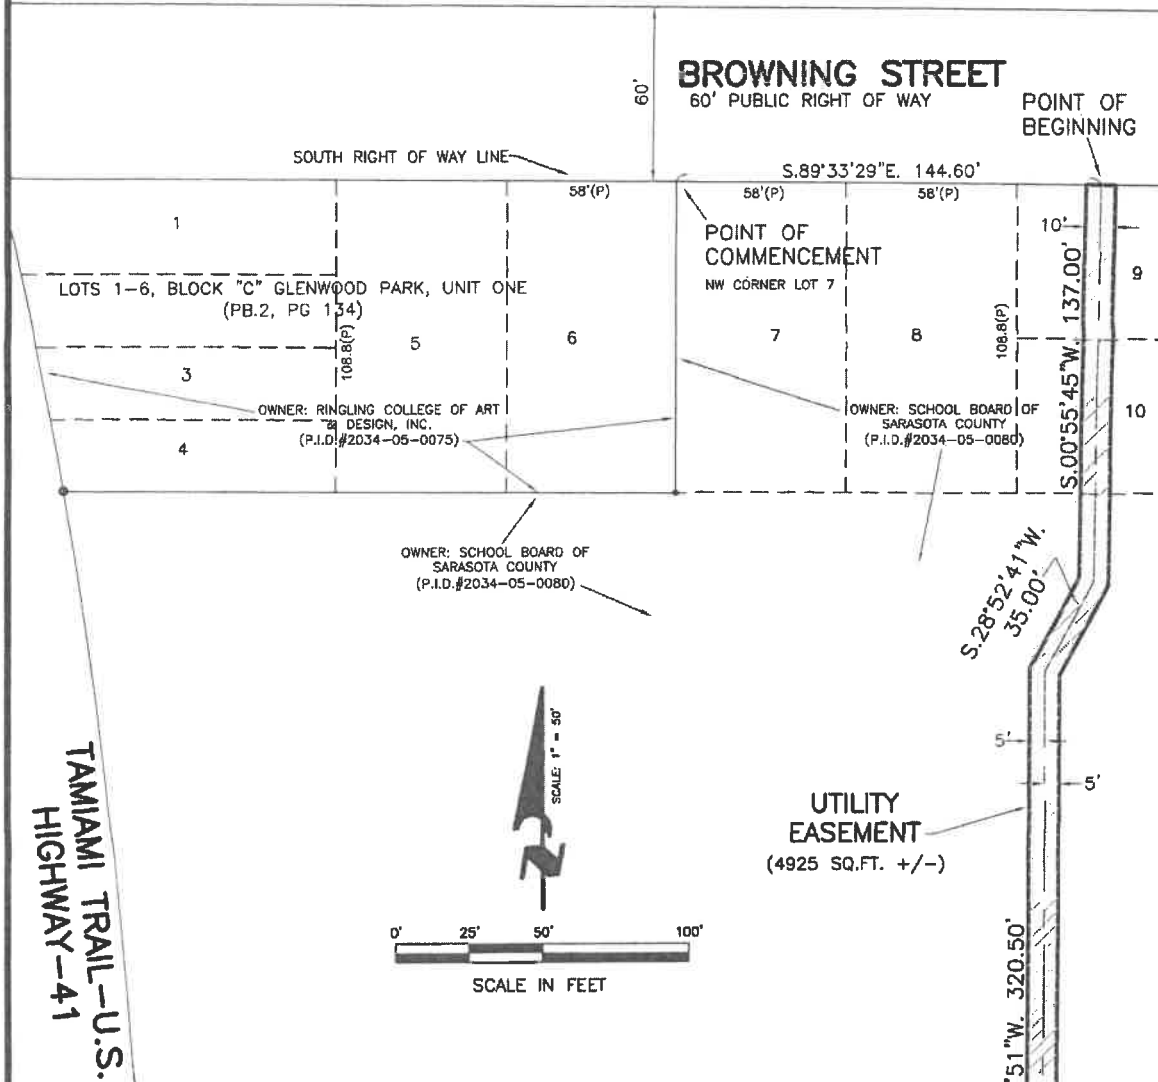 BROWNING STREET
60' PUBLIC RIGHT OF WAY
60'
POINT OF
BEGINNING
SOUTH RIGHT OF WAY LINE
S.89°33'29"E. 144.60'
58'(P)
58'(P)
58'(P)
1
POINT OF
COMMENCEMENT
NW CORNER LOT 7
10'
9
LOTS 1-6, BLOCK "C" GLENWOOD PARK, UNIT ONE
(PB.2, PG 134)
108.8(P)
5
6
7
8
108.8(P)
S.00°55'45"W. 137.00'
3
10
OWNER: RINGLING COLLEGE OF ART
& DESIGN, INC.
(P.I.D.#2034-05-0075)
OWNER: SCHOOL BOARD OF
SARASOTA COUNTY
(P.I.D.#2034-05-0080)
4
OWNER: SCHOOL BOARD OF
SARASOTA COUNTY
(P.I.D.#2034-05-0080)
S.28°52'41"W.
35.00'
SCALE: 1" = 50'
5'
5'
UTILITY
EASEMENT
(4925 SQ.FT. +/-)
TAMIAMI TRAIL-U.S.
HIGHWAY-41
0' 25' 50' 100'
SCALE IN FEET
'51"W. 320.50'